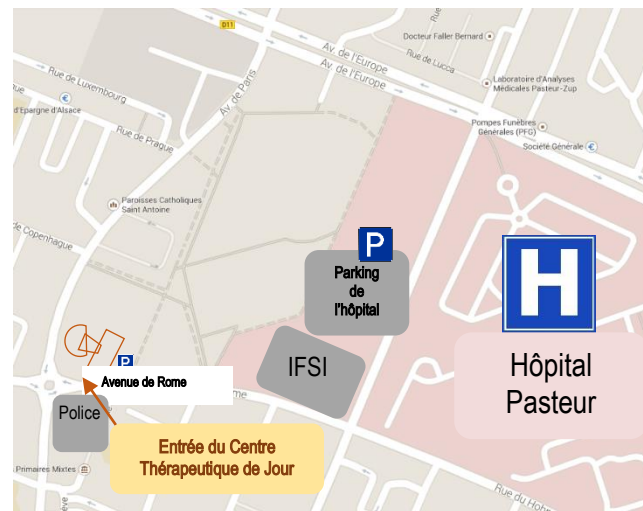 D11
Docteur Faller Bernard
Av. de l'Europe
Av. de l'Europe
Rue de Lucca
Av. de Paris
Rue de Luxembourg
Laboratoire d'Analyses
Médicales Pasteur-Zup
d'Epargne d'Alsace
Rue de Prague
Pompes Funèbres
Générales (PFG)
Société Générale
Paroisses Catholiques
Saint Antoine
de Copenhague
P
H
Parking
de
l'hôpital
IFSI
Hôpital
Pasteur
P
Avenue de Rome
Police
Entrée du Centre
Thérapeutique de Jour
Primaires Mixtes
Rue du Hohn